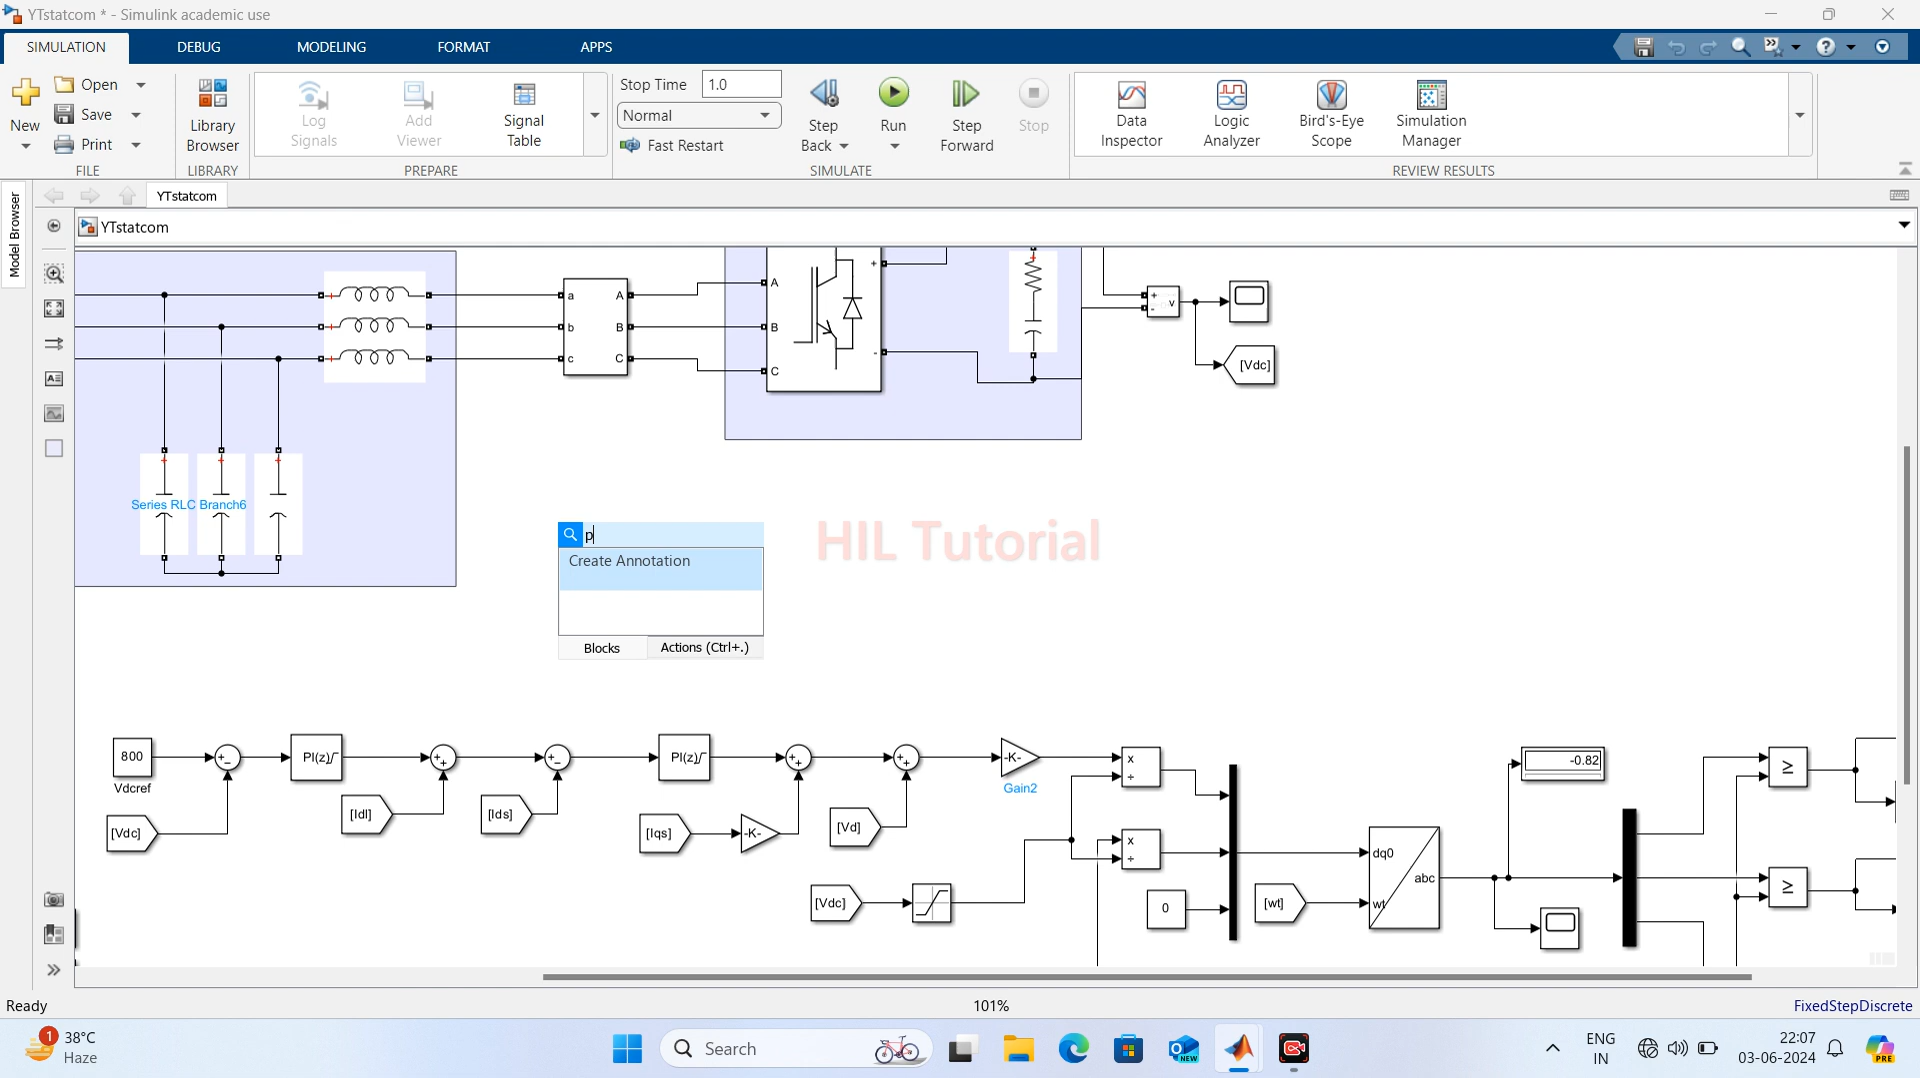 YTstatcom * - Simulink academic use
SIMULATION
DEBUG
MODELING
FORMAT
APPS
New
Open
Save
Print
FILE
Library
Browser
LIBRARY
Log
Signals
Add
Viewer
Signal
Table
PREPARE
Stop Time 1.0
Normal
Fast Restart
Step
Back
Run
Step
Forward
Stop
SIMULATE
Data
Inspector
Logic
Analyzer
Bird's-Eye
Scope
Simulation
Manager
REVIEW RESULTS
Model Browser
YTstatcom
YTstatcom
a A
b B
c C
A
B
C
+
-
+
-
v
[Vdc]
Series RLC Branch6
p
Create Annotation
Blocks
Actions (Ctrl+.)
HIL Tutorial
800
Vdcref
[Vdc]
PI(z)
[Idl]
[Ids]
PI(z)
[Iqs]
-K-
[Vd]
-K-
Gain2
x
÷
x
÷
[Vdc]
0
[wt]
dq0
abc
wt
-0.82
≥
≥
Ready
101%
FixedStepDiscrete
1
38°C
Haze
Search
NEW
ENG
IN
22:07
03-06-2024
PRE